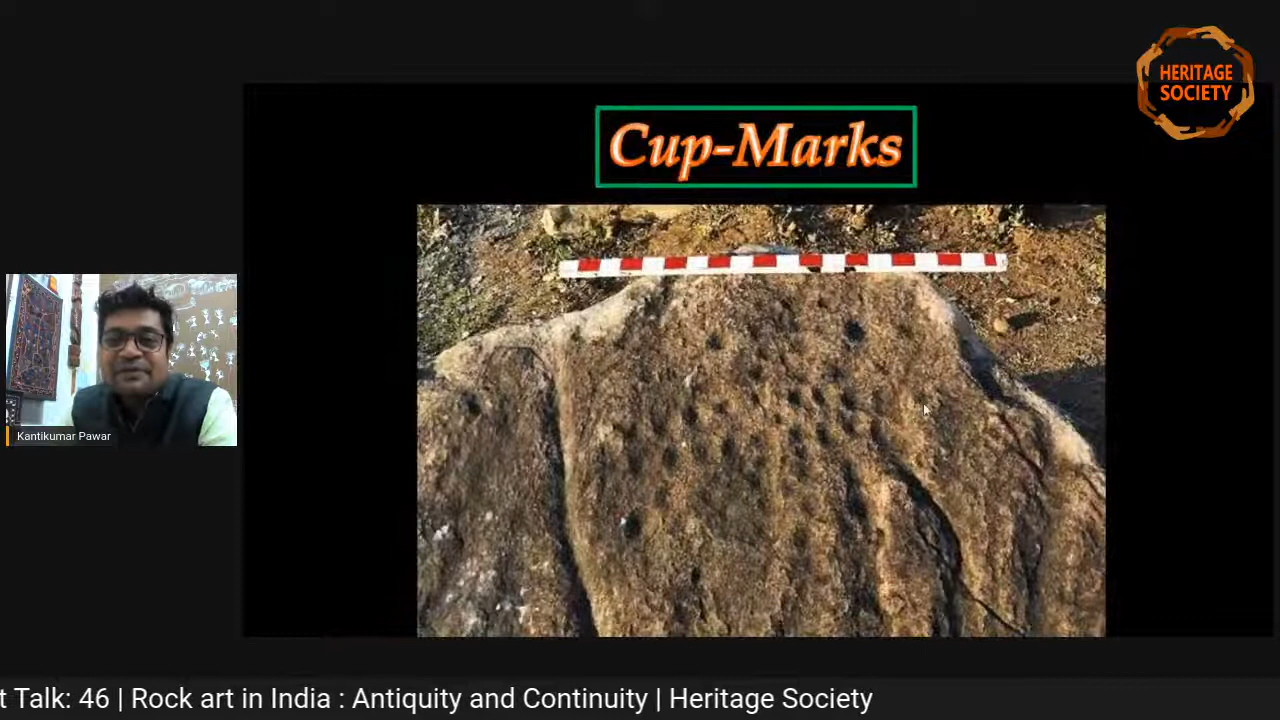 HERITAGE
SOCIETY
Cup-Marks
Kantikumar Pawar
t Talk: 46 | Rock art in India : Antiquity and Continuity | Heritage Society